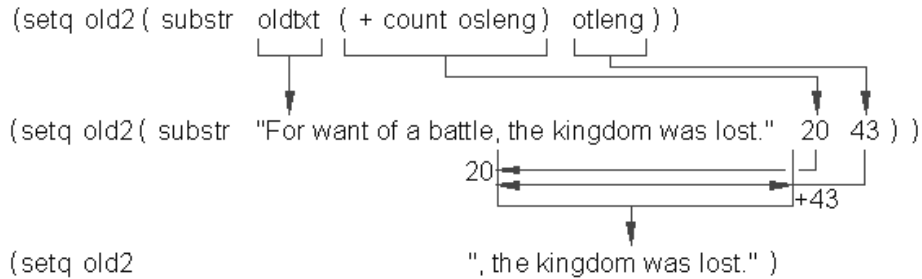 (setq old2 ( substr oldtxt ( + count osleng) otleng ) )
(setq old2 ( substr "For want of a battle, the kingdom was lost." 20 43 ) )
20
+43
(setq old2 ", the kingdom was lost." )